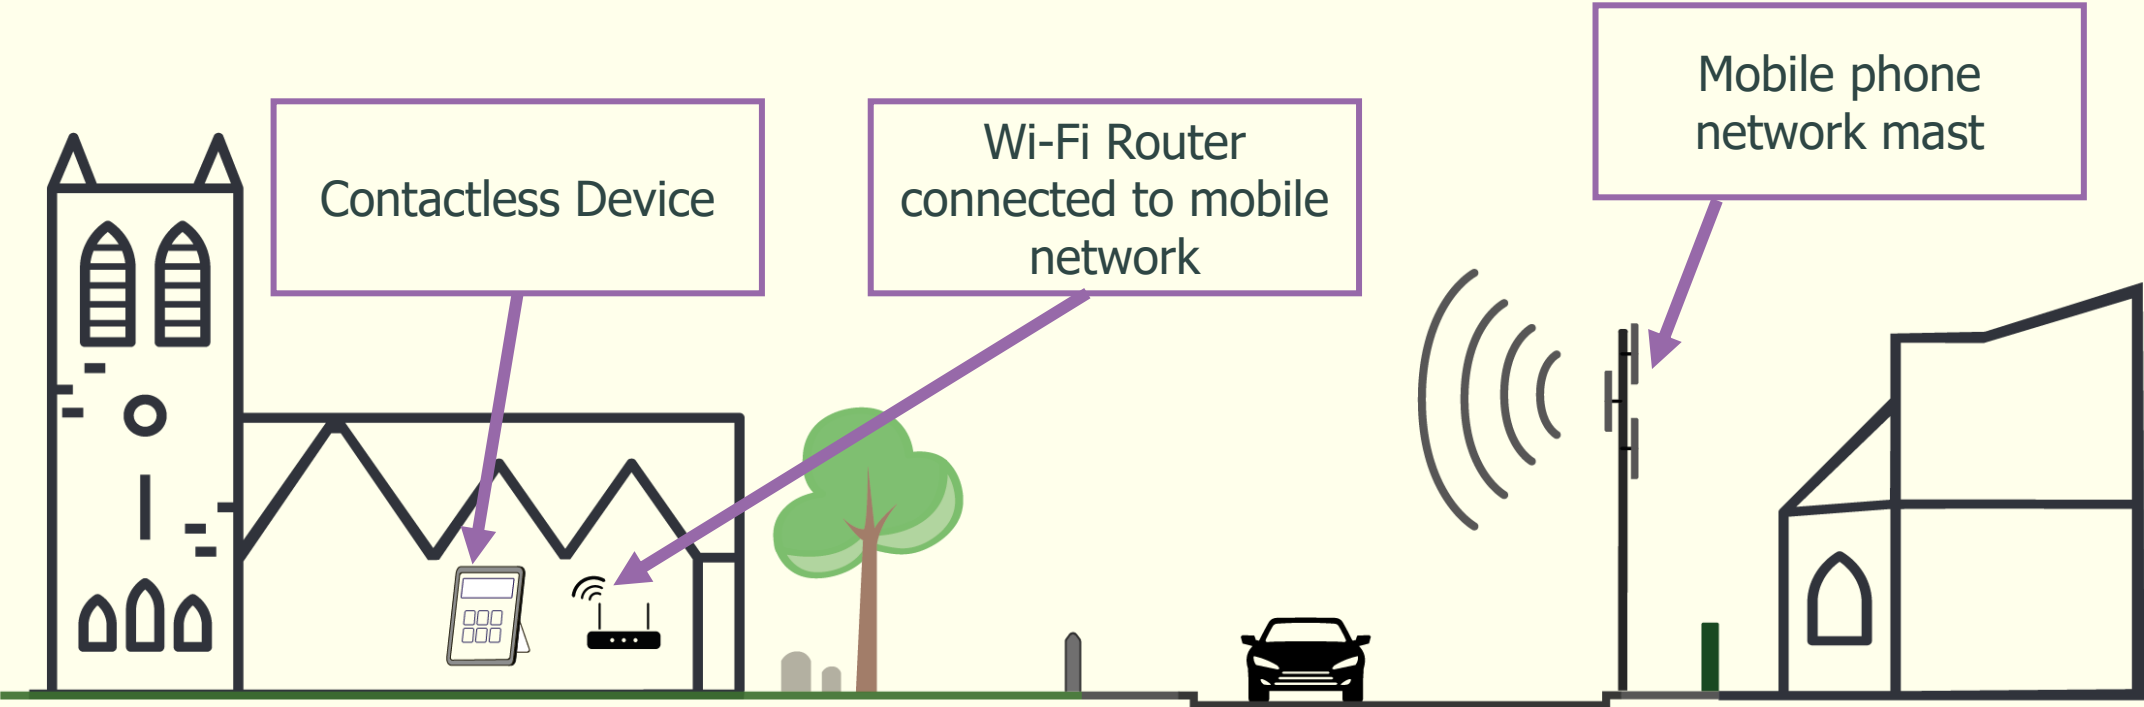 Contactless Device
Wi-Fi Router
connected to mobile
network
Mobile phone
network mast